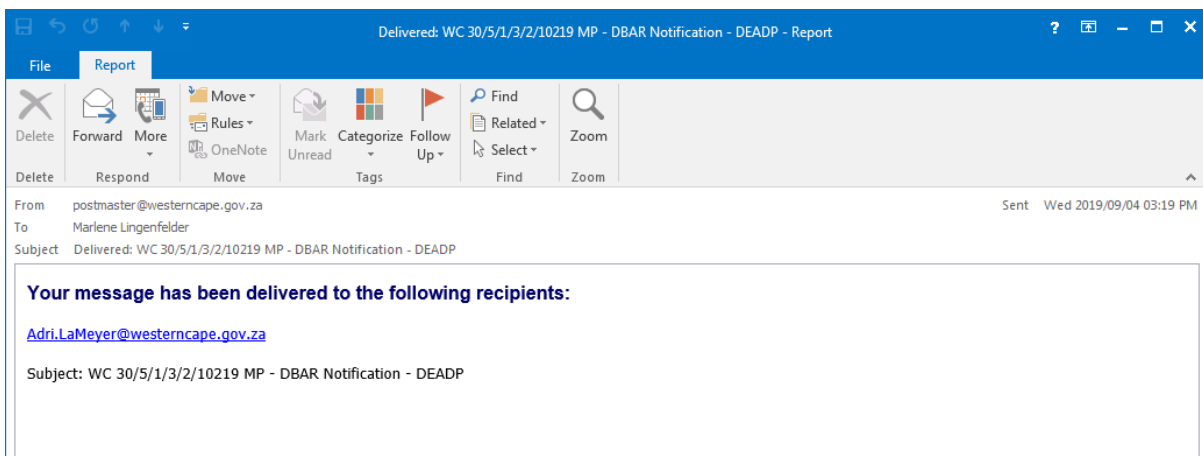 Delivered: WC 30/5/1/3/2/10219 MP - DBAR Notification - DEADP - Report
File Report
Delete Forward More Move Rules OneNote Mark Unread Categorize Follow Up Find Related Select Zoom
Delete Respond Move Tags Find Zoom
From postmaster@westerncape.gov.za Sent Wed 2019/09/04 03:19 PM
To Marlene Lingenfelder
Subject Delivered: WC 30/5/1/3/2/10219 MP - DBAR Notification - DEADP
Your message has been delivered to the following recipients:
Adri.LaMeyer@westerncape.gov.za
Subject: WC 30/5/1/3/2/10219 MP - DBAR Notification - DEADP